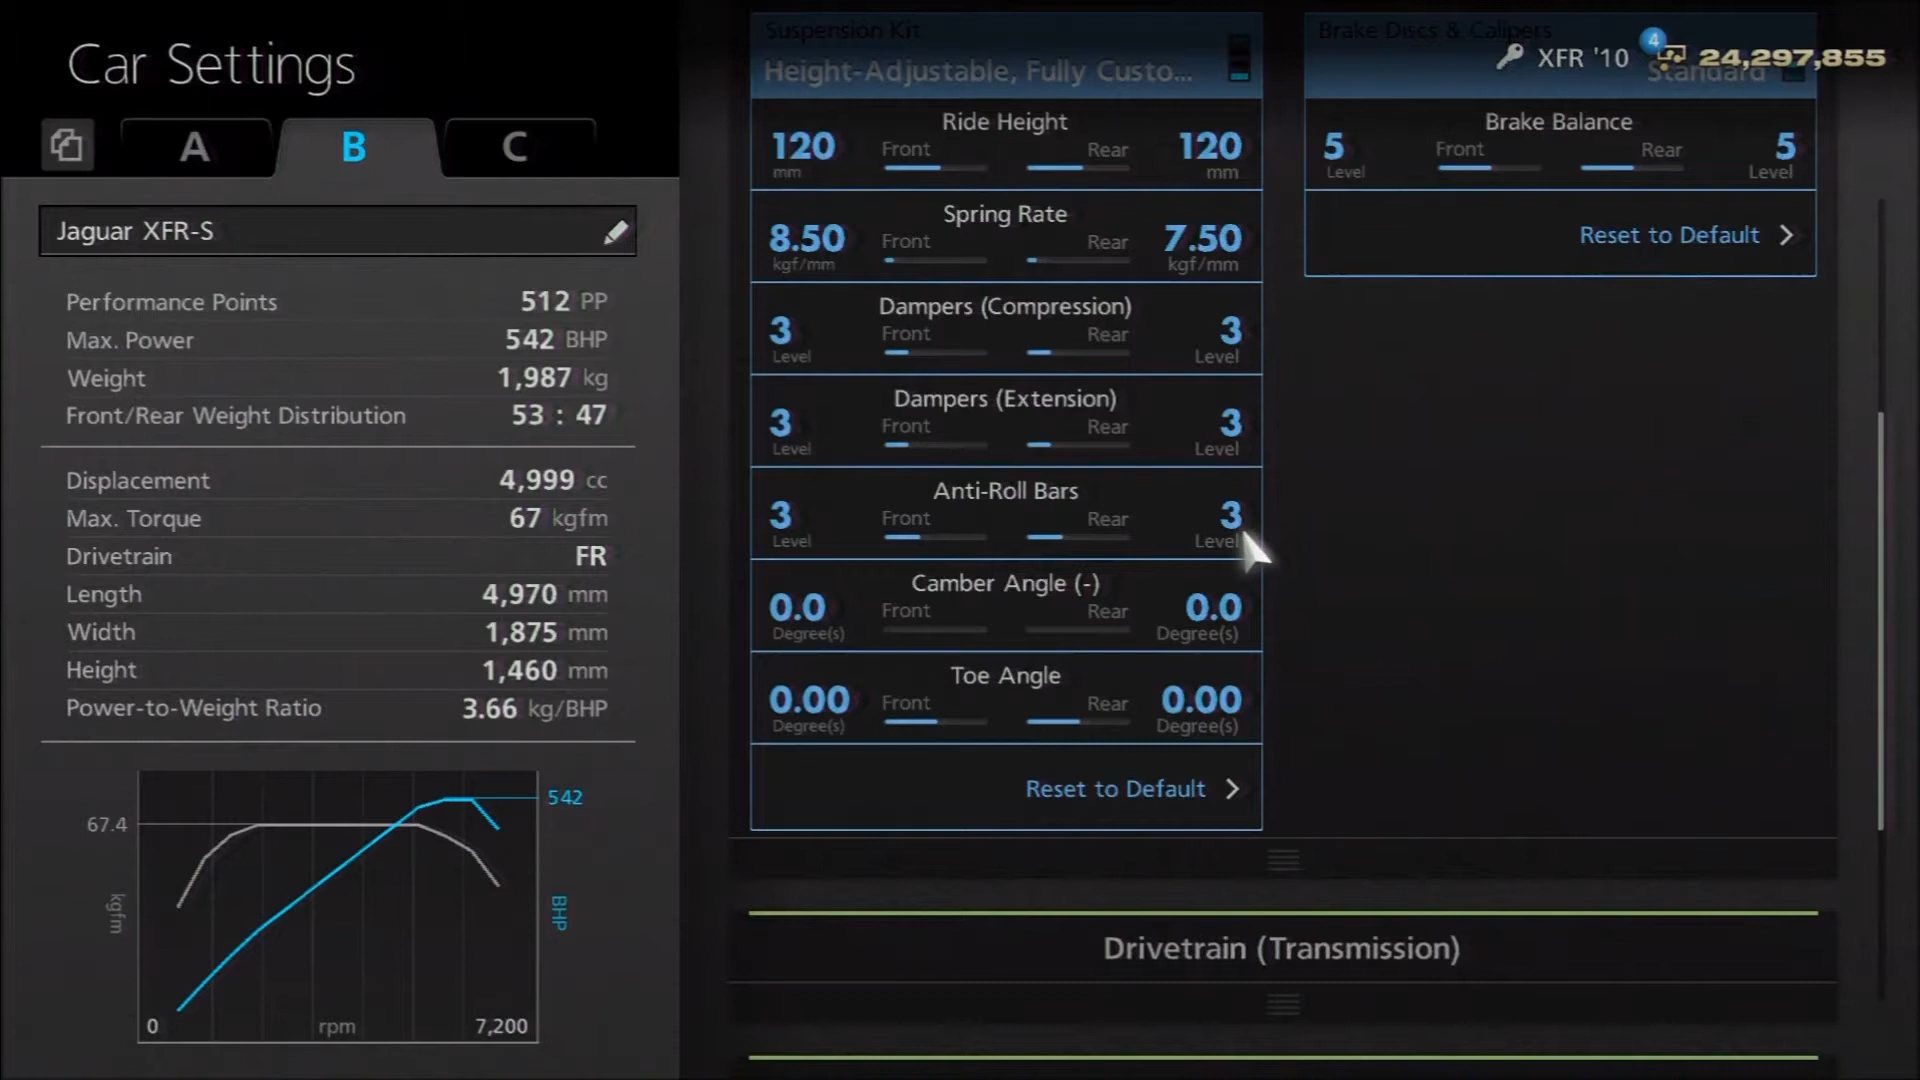 Car Settings
A
B
C
Jaguar XFR-S
Performance Points 512 PP
Max. Power 542 BHP
Weight 1,987 kg
Front/Rear Weight Distribution 53 : 47
Displacement 4,999 cc
Max. Torque 67 kgfm
Drivetrain FR
Length 4,970 mm
Width 1,875 mm
Height 1,460 mm
Power-to-Weight Ratio 3.66 kg/BHP
542
67.4
kgfm
BHP
0 rpm 7,200
Suspension Kit
Height-Adjustable, Fully Custo...
Ride Height
120 Front Rear 120
mm mm
Spring Rate
8.50 Front Rear 7.50
kgf/mm kgf/mm
Dampers (Compression)
3 Front Rear 3
Level Level
Dampers (Extension)
3 Front Rear 3
Level Level
Anti-Roll Bars
3 Front Rear 3
Level Level
Camber Angle (-)
0.0 Front Rear 0.0
Degree(s) Degree(s)
Toe Angle
0.00 Front Rear 0.00
Degree(s) Degree(s)
Reset to Default
Brake Discs & Calipers
XFR '10 4 24,297,855
Standard
Brake Balance
5 Front Rear 5
Level Level
Reset to Default
Drivetrain (Transmission)